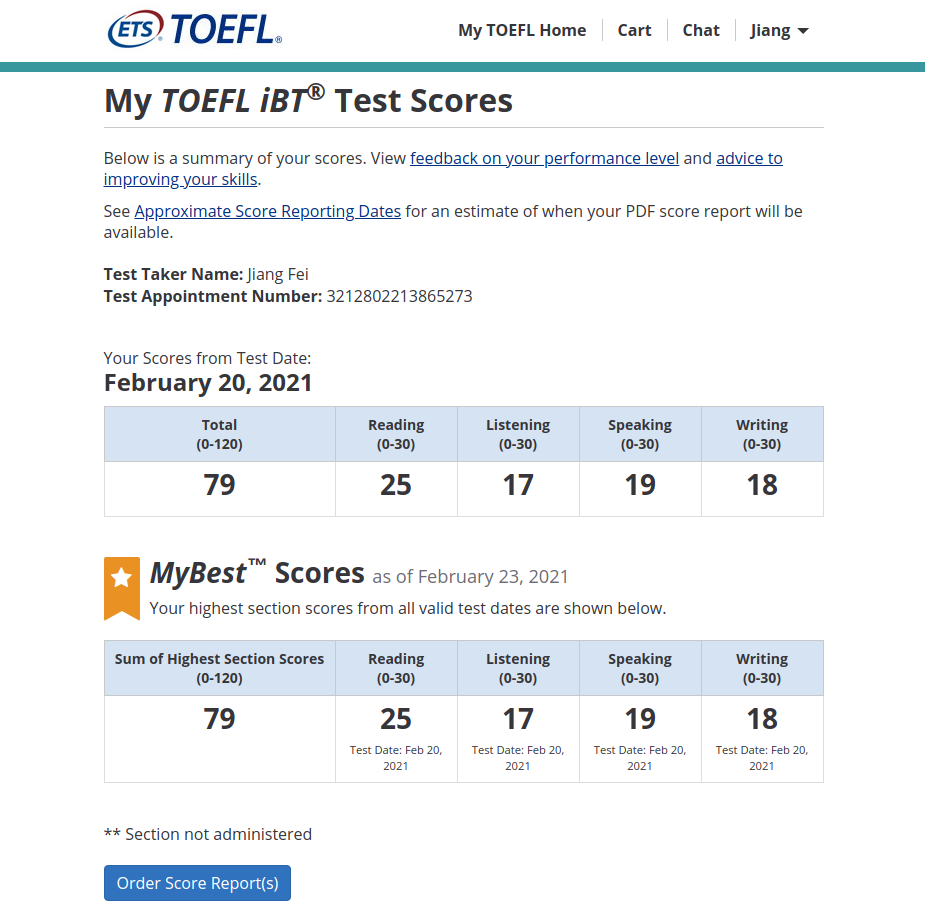 ETS® TOEFL®
My TOEFL Home
Cart
Chat
Jiang
My TOEFL iBT® Test Scores
Below is a summary of your scores. View feedback on your performance level and advice to
improving your skills.
See Approximate Score Reporting Dates for an estimate of when your PDF score report will be
available.
Test Taker Name: Jiang Fei
Test Appointment Number: 3212802213865273
Your Scores from Test Date:
February 20, 2021
Total Reading Listening Speaking Writing
(0-120) (0-30) (0-30) (0-30) (0-30)
79 25 17 19 18
MyBest™ Scores as of February 23, 2021
Your highest section scores from all valid test dates are shown below.
Sum of Highest Section Scores Reading Listening Speaking Writing
(0-120) (0-30) (0-30) (0-30) (0-30)
79 25 17 19 18
Test Date: Feb 20, Test Date: Feb 20, Test Date: Feb 20, Test Date: Feb 20,
2021 2021 2021 2021
** Section not administered
Order Score Report(s)